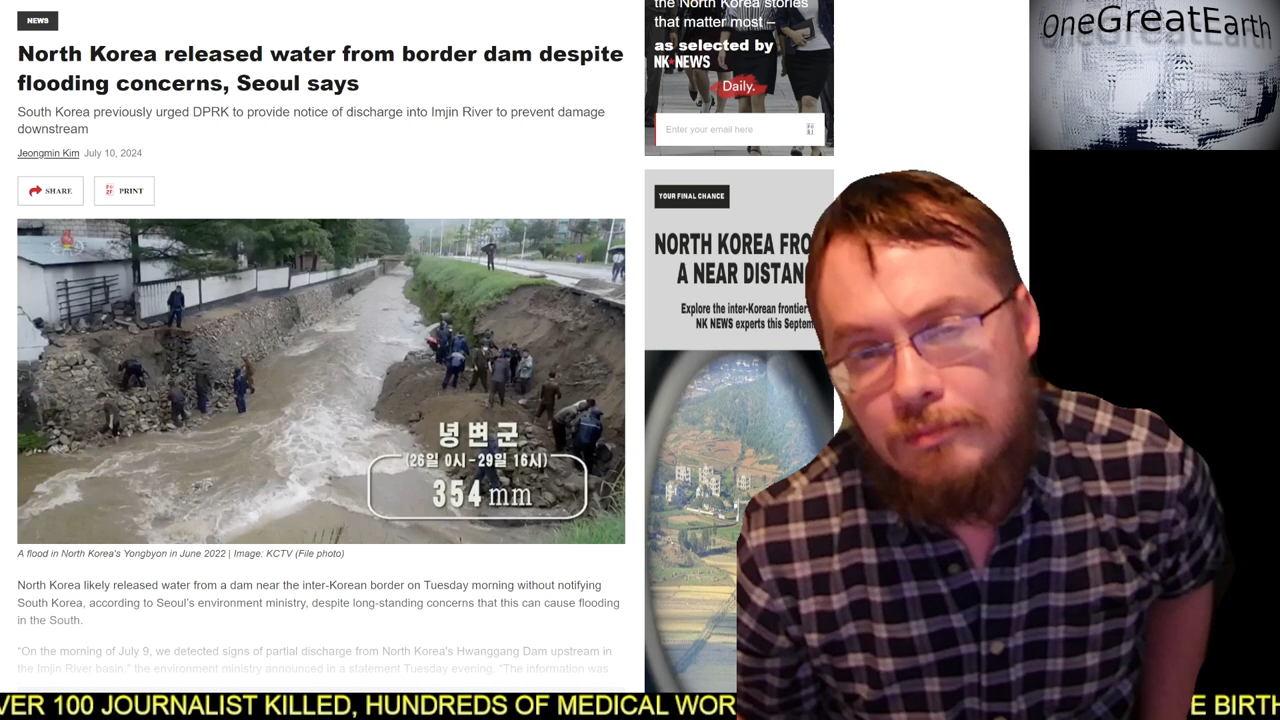 NEWS
North Korea released water from border dam despite
flooding concerns, Seoul says
South Korea previously urged DPRK to provide notice of discharge into Imjin River to prevent damage
downstream
Jeongmin Kim July 10, 2024
SHARE
PRINT
녕변군
(26일 0시-29일 16시)
354 mm
A flood in North Korea's Yongbyon in June 2022 | Image: KCTV (File photo)
North Korea likely released water from a dam near the inter-Korean border on Tuesday morning without notifying
South Korea, according to Seoul's environment ministry, despite long-standing concerns that this can cause flooding
in the South.
“On the morning of July 9, we detected signs of partial discharge from North Korea's Hwanggang Dam upstream in
the Imjin River basin,” the environment ministry announced in a statement Tuesday evening. “The information was
the North Korea stories
that matter most –
as selected by
NK NEWS
Daily.
Enter your email here
YOUR FINAL CHANCE
NORTH KOREA FRO
A NEAR DISTAN
Explore the inter-Korean frontier
NK NEWS experts this Septem
OneGreatEarth
VER 100 JOURNALIST KILLED, HUNDREDS OF MEDICAL WOR
E BIRTH